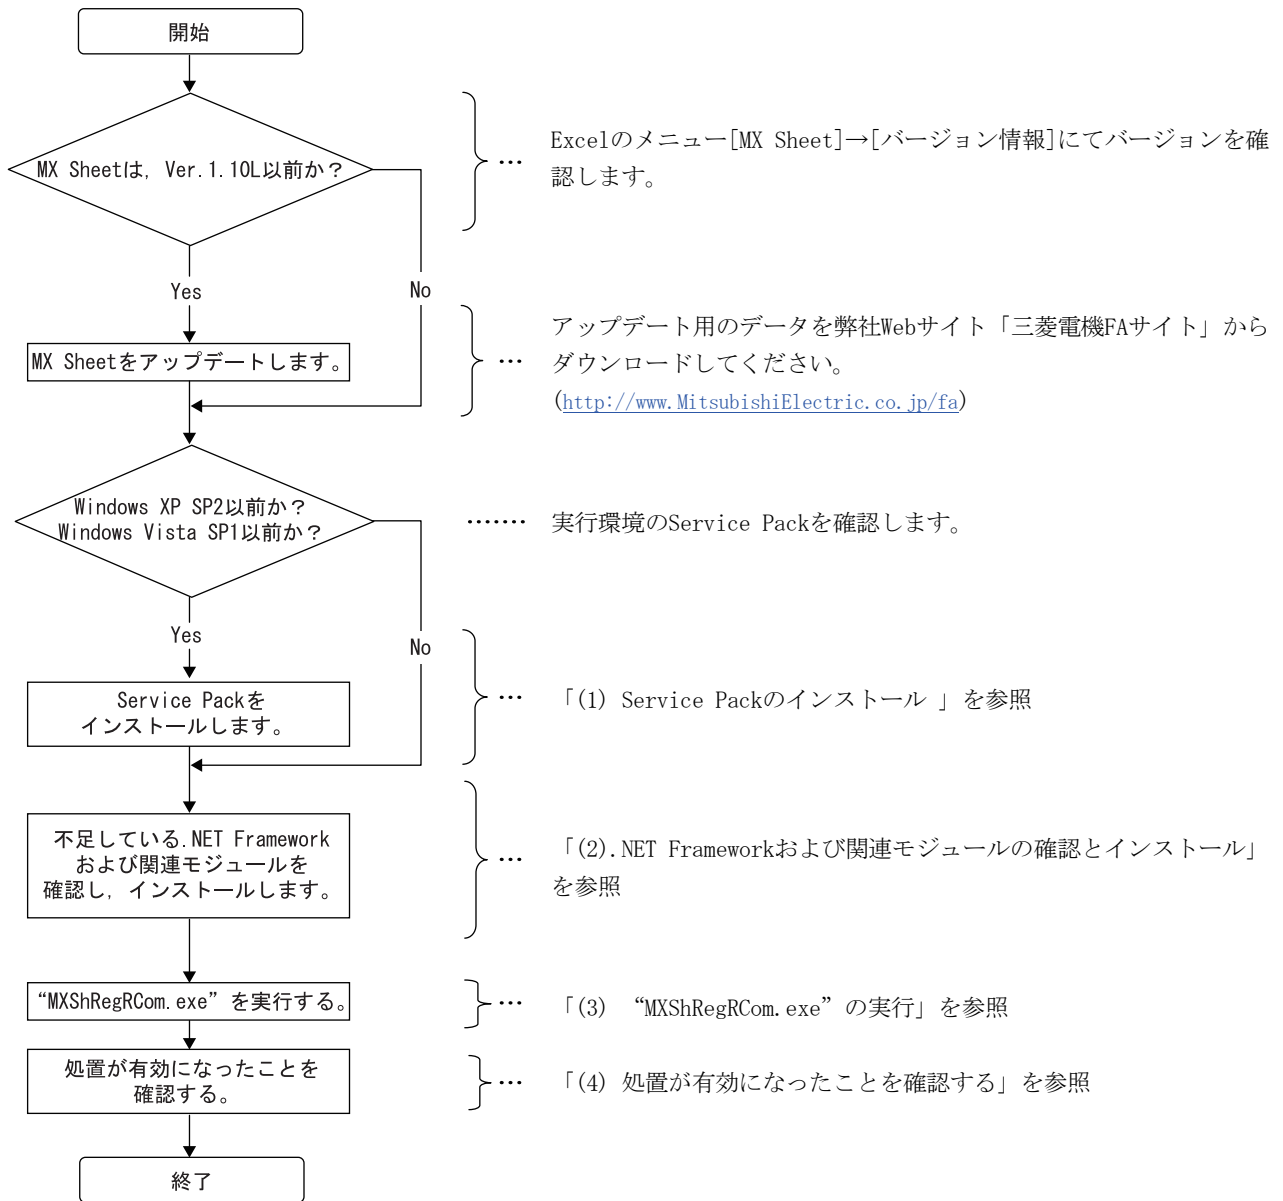 開始
MX Sheetは, Ver.1.10L以前か？
… Excelのメニュー[MX Sheet]→[バージョン情報]にてバージョンを確
認します。
Yes
No
MX Sheetをアップデートします。
… アップデート用のデータを弊社Webサイト「三菱電機FAサイト」から
ダウンロードしてください。
(http://www.MitsubishiElectric.co.jp/fa)
Windows XP SP2以前か？
Windows Vista SP1以前か？
……. 実行環境のService Packを確認します。
Yes
No
Service Packを
インストールします。
… 「(1) Service Packのインストール 」を参照
不足している.NET Framework
および関連モジュールを
確認し, インストールします。
… 「(2).NET Frameworkおよび関連モジュールの確認とインストール」
を参照
“MXShRegRCom.exe”を実行する。
… 「(3) “MXShRegRCom.exe”の実行」を参照
処置が有効になったことを
確認する。
… 「(4) 処置が有効になったことを確認する」を参照
終了